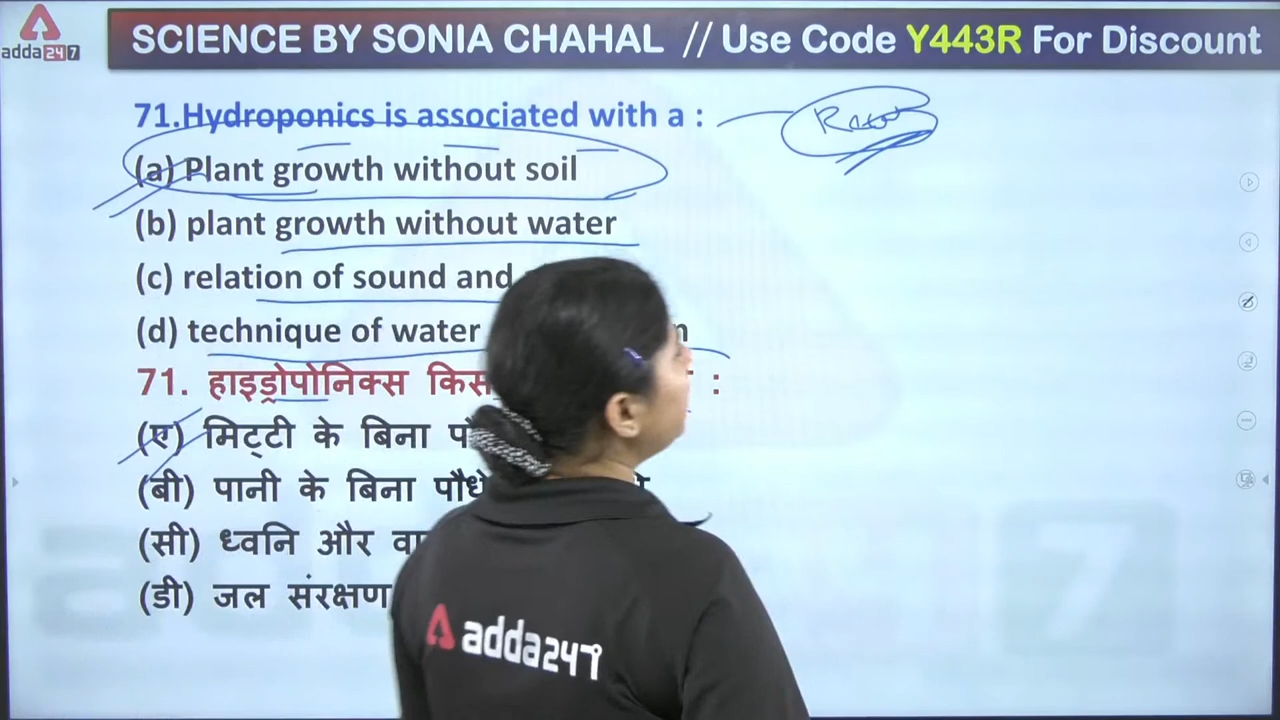 adda247
SCIENCE BY SONIA CHAHAL // Use Code Y443R For Discount
71.Hydroponics is associated with a :
(a) Plant growth without soil
(b) plant growth without water
(c) relation of sound and
(d) technique of water
71. हाइड्रोपोनिक्स :
(ए) मिट्टी के बिना
(बी) पानी के बिना
(सी) ध्वनि और
(डी) जल संरक्षण
adda247